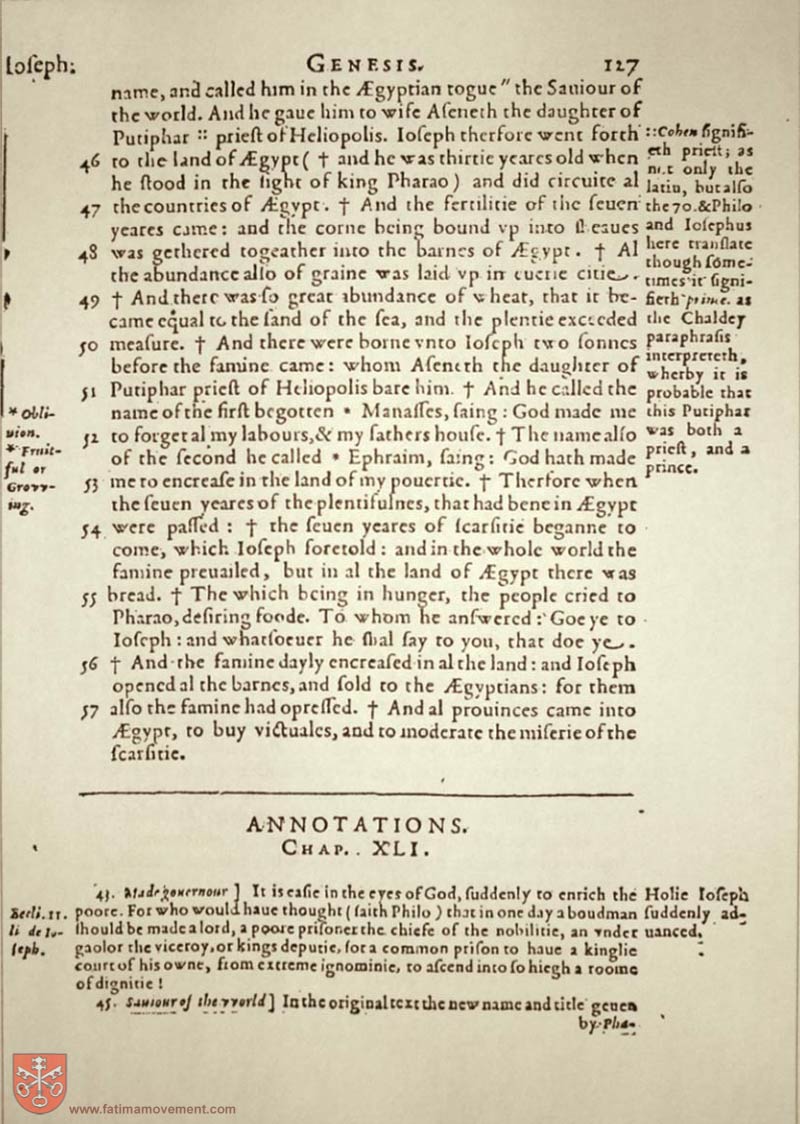 Ioſeph:
GENESIS.
127
name, and called him in the Ægyptian togue " the Sauiour of
the world. And he gaue him to wife Aſeneth the daughter of
Putiphar :: prieſt of Heliopolis. Ioſeph therfore went forth
46 to the land of Ægypt ( † and he was thirtie yeares old when
he ſtood in the ſight of king Pharao ) and did circuite al
47 the countries of Ægypt. † And the fertilitie of the ſeuen
yeares came: and the corne being bound vp into ſheaues
48 was gethered togeather into the barnes of Ægypt. † Al
the abundance alſo of graine was laid vp in euerie citie.
49 † And there was ſo great abundance of wheat, that it be-
came equal to the ſand of the ſea, and the plentie exceeded
50 meaſure. † And there were borne vnto Ioſeph two ſonnes
before the famine came: whom Aſeneth the daughter of
51 Putiphar prieſt of Heliopolis bare him. † And he called the
name of the firſt begotten * Manaſſes, ſaing: God made me
52 to forget al my labours, & my fathers houſe. † The name alſo
of the ſecond he called * Ephraim, ſaing: God hath made
53 me to encreaſe in the land of my pouertie. † Therfore when
the ſeuen yeares of the plentifulnes, that had bene in Ægypt
54 were paſſed: † the ſeuen yeares of ſcarſitie beganne to
come, which Ioſeph foretold: and in the whole world the
famine preuailed, but in al the land of Ægypt there was
55 bread. † The which being in hunger, the people cried to
Pharao, deſiring foode. To whom he anſwered: Goe ye to
Ioſeph: and whatſoeuer he ſhal ſay to you, that doe ye.
56 † And the famine dayly encreaſed in al the land: and Ioſeph
opened al the barnes, and ſold to the Ægyptians: for them
57 alſo the famine had opreſſed. † And al prouinces came into
Ægypt, to buy victuales, and to moderate the miſerie of the
ſcarſitie.
:: Cohen ſignifi-
eth prieſt; as
not only the
latin, but alſo
the 70. & Philo
and Ioſephus
here tranſlate
though ſome-
times it ſigni-
fieth prime. as
the Chaldey
paraphraſis
interpreteth,
wherby it is
probable that
this Putiphar
was both a
prieſt, and a
prince.
* Obli-
uion.
* Fruit-
ful or
Grovv-
ing.
ANNOTATIONS.
CHAP. XLI.
43. Made gouernour ] It is eaſie in the eyes of God, ſuddenly to enrich the
poore. For who would haue thought (ſaith Philo) that in one day a boudman
ſhould be made a lord, a poore priſoner the chiefe of the nobilitie, an vnder
gaolor the viceroy, or kings deputie, for a common priſon to haue a kinglie
court of his owne, from extreme ignominie, to aſcend into ſo hiegh a roome
of dignitie!
45. Sauiour of the vvorld ] In the original text the new name and title geuen
by Pha-
Eccli. 11.
li de Io-
ſeph.
Holie Ioſeph
ſuddenly ad-
uanced.
www.fatimamovement.com